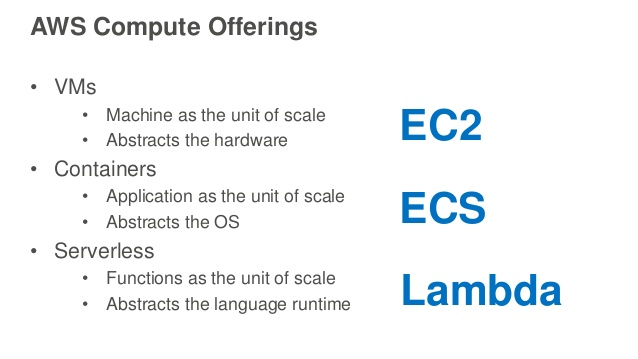 AWS Compute Offerings
• VMs
• Machine as the unit of scale
• Abstracts the hardware
EC2
• Containers
• Application as the unit of scale
• Abstracts the OS
ECS
• Serverless
• Functions as the unit of scale
• Abstracts the language runtime
Lambda